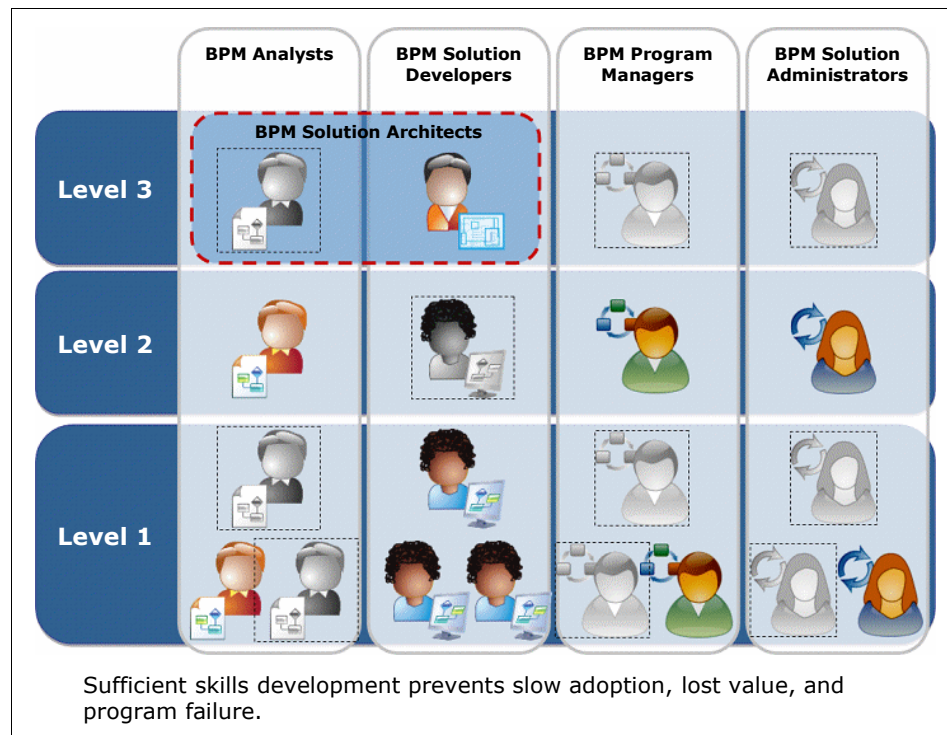 BPM Analysts
BPM Solution
Developers
BPM Program
Managers
BPM Solution
Administrators
BPM Solution Architects
Level 3
Level 2
Level 1
Sufficient skills development prevents slow adoption, lost value, and
program failure.